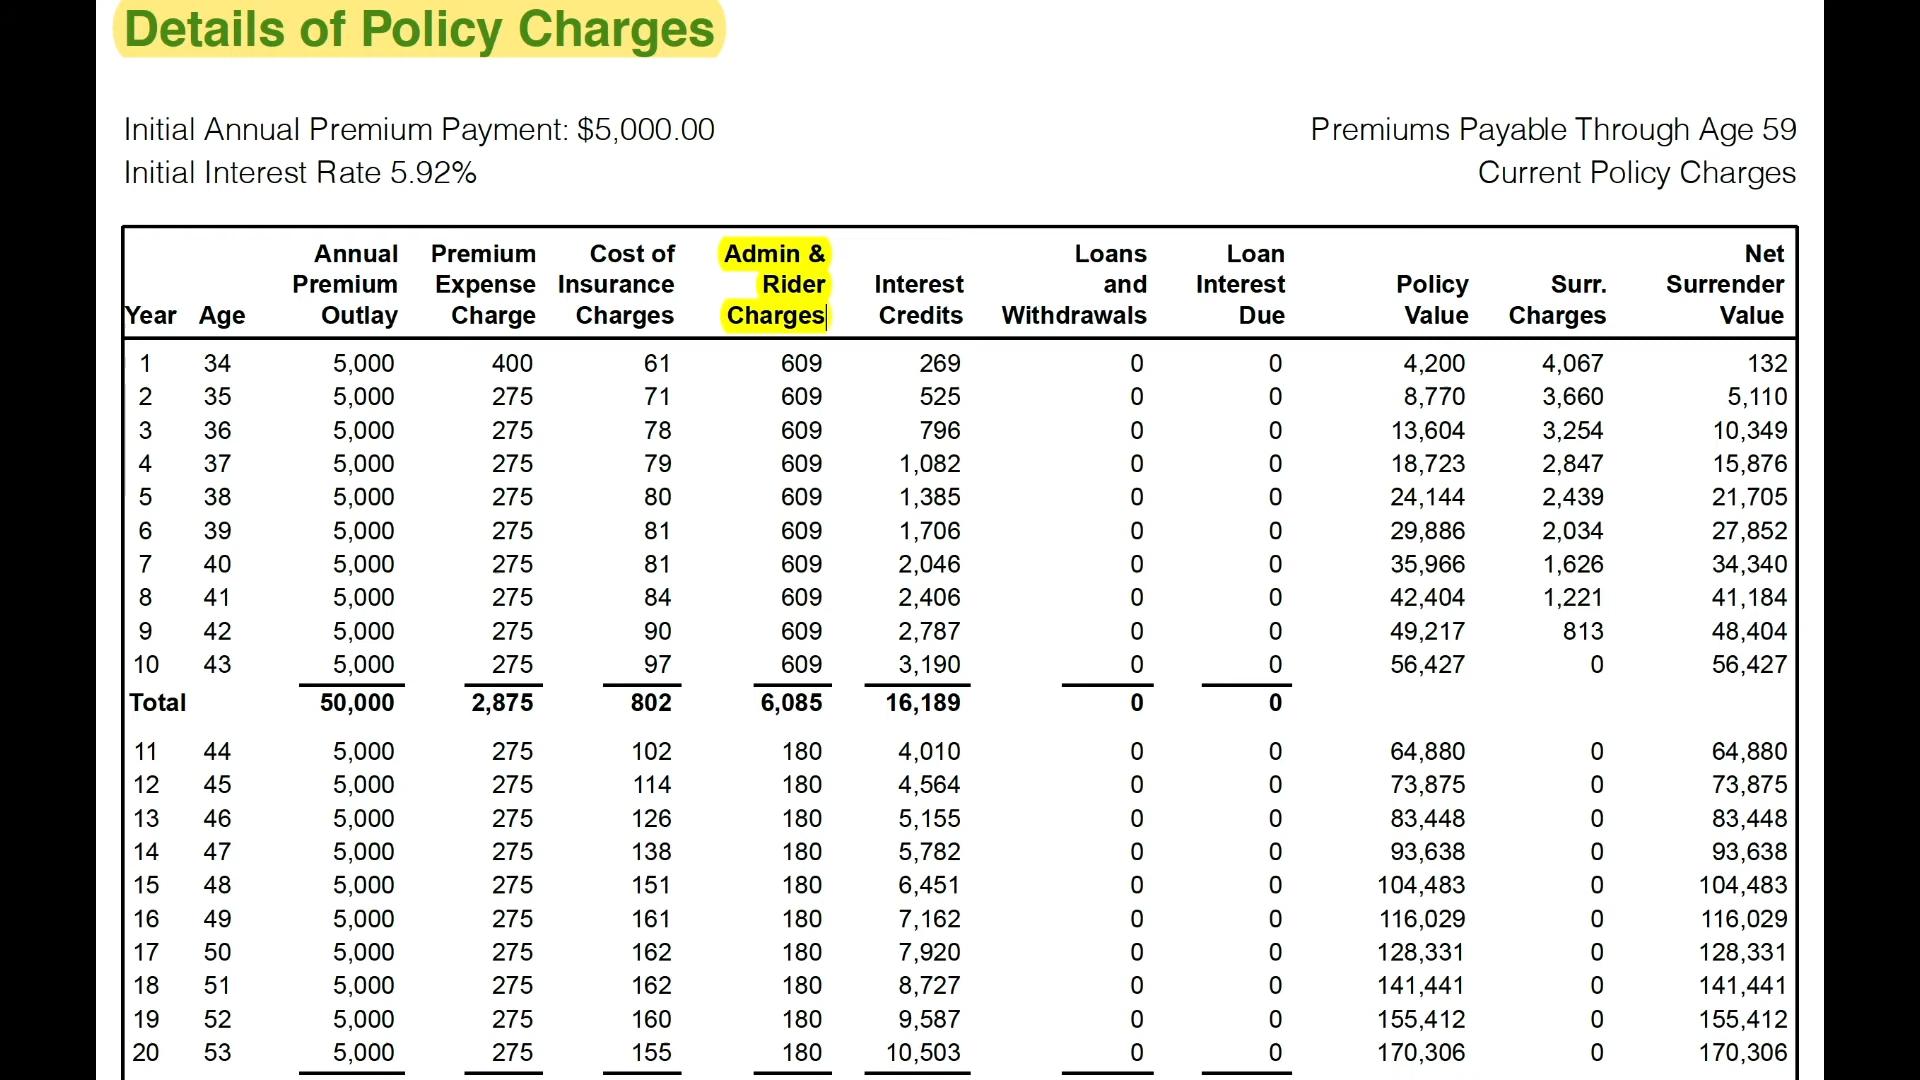 Details of Policy Charges
Initial Annual Premium Payment: $5,000.00 Premiums Payable Through Age 59
Initial Interest Rate 5.92% Current Policy Charges
Annual Premium Cost of Admin & Loans Loan Net
Premium Expense Insurance Rider Interest and Interest Policy Surr. Surrender
Year Age Outlay Charge Charges Charges Credits Withdrawals Due Value Charges Value
1 34 5,000 400 61 609 269 0 0 4,200 4,067 132
2 35 5,000 275 71 609 525 0 0 8,770 3,660 5,110
3 36 5,000 275 78 609 796 0 0 13,604 3,254 10,349
4 37 5,000 275 79 609 1,082 0 0 18,723 2,847 15,876
5 38 5,000 275 80 609 1,385 0 0 24,144 2,439 21,705
6 39 5,000 275 81 609 1,706 0 0 29,886 2,034 27,852
7 40 5,000 275 81 609 2,046 0 0 35,966 1,626 34,340
8 41 5,000 275 84 609 2,406 0 0 42,404 1,221 41,184
9 42 5,000 275 90 609 2,787 0 0 49,217 813 48,404
10 43 5,000 275 97 609 3,190 0 0 56,427 0 56,427
Total 50,000 2,875 802 6,085 16,189 0 0
11 44 5,000 275 102 180 4,010 0 0 64,880 0 64,880
12 45 5,000 275 114 180 4,564 0 0 73,875 0 73,875
13 46 5,000 275 126 180 5,155 0 0 83,448 0 83,448
14 47 5,000 275 138 180 5,782 0 0 93,638 0 93,638
15 48 5,000 275 151 180 6,451 0 0 104,483 0 104,483
16 49 5,000 275 161 180 7,162 0 0 116,029 0 116,029
17 50 5,000 275 162 180 7,920 0 0 128,331 0 128,331
18 51 5,000 275 162 180 8,727 0 0 141,441 0 141,441
19 52 5,000 275 160 180 9,587 0 0 155,412 0 155,412
20 53 5,000 275 155 180 10,503 0 0 170,306 0 170,306